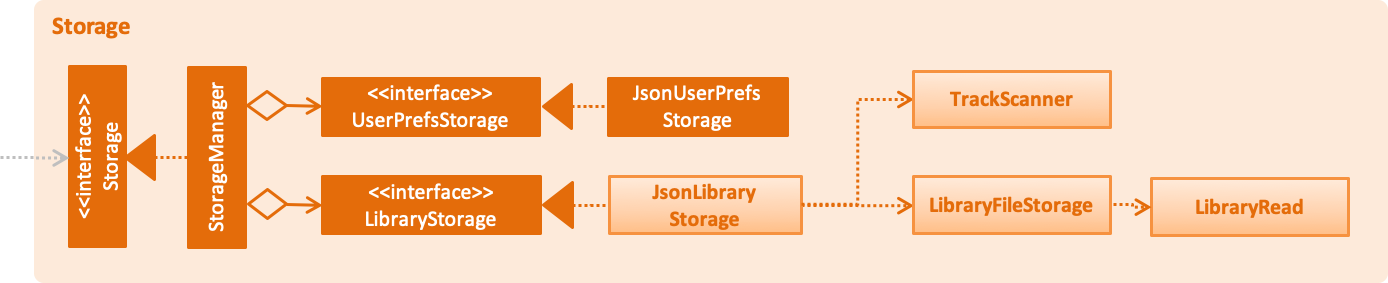 Storage
<<interface>>
Storage
StorageManager
<<interface>>
UserPrefsStorage
JsonUserPrefs
Storage
TrackScanner
<<interface>>
LibraryStorage
JsonLibrary
Storage
LibraryFileStorage
LibraryRead